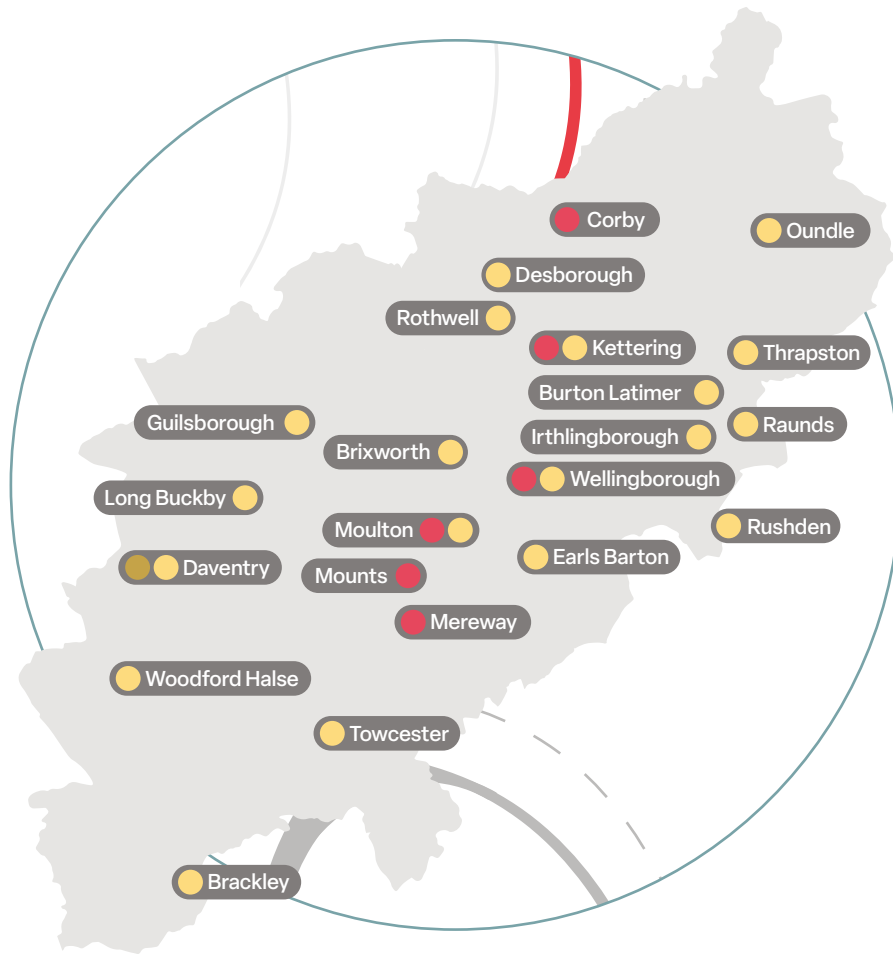 Corby
Oundle
Desborough
Rothwell
Kettering
Thrapston
Burton Latimer
Guilsborough
Raunds
Irthlingborough
Brixworth
Wellingborough
Long Buckby
Rushden
Moulton
Earls Barton
Daventry
Mounts
Mereway
Woodford Halse
Towcester
Brackley